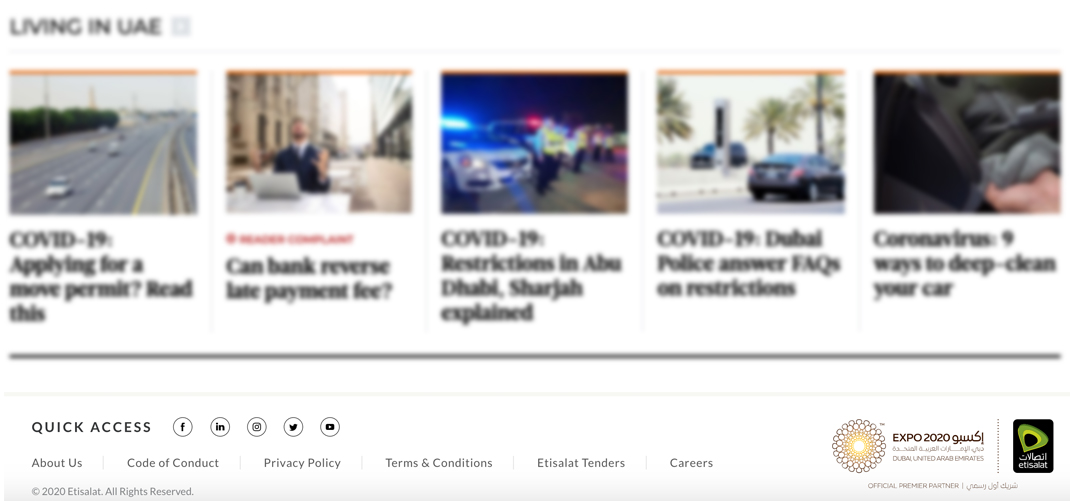 LIVING IN UAE
COVID-19:
Applying for a
move permit? Read
this
READER COMPLAINT
Can bank reverse
late payment fee?
COVID-19:
Restrictions in Abu
Dhabi, Sharjah
explained
COVID-19: Dubai
Police answer FAQs
on restrictions
Coronavirus: 9
ways to deep-clean
your car
QUICK ACCESS
About Us
Code of Conduct
Privacy Policy
Terms & Conditions
Etisalat Tenders
Careers
© 2020 Etisalat. All Rights Reserved.
EXPO 2020 إكسبو
دبي، الإمارات العربية المتحدة
DUBAI, UNITED ARAB EMIRATES
OFFICIAL PREMIER PARTNER | شريك أول رسمي
اتصالات
etisalat